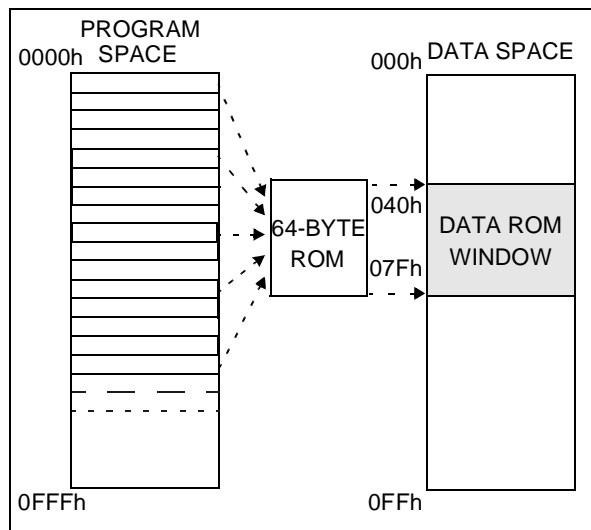 PROGRAM
SPACE
0000h
000h
DATA SPACE
64-BYTE
ROM
040h
07Fh
DATA ROM
WINDOW
0FFFh
0FFh